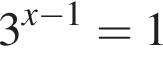 3^{x−1} = 1